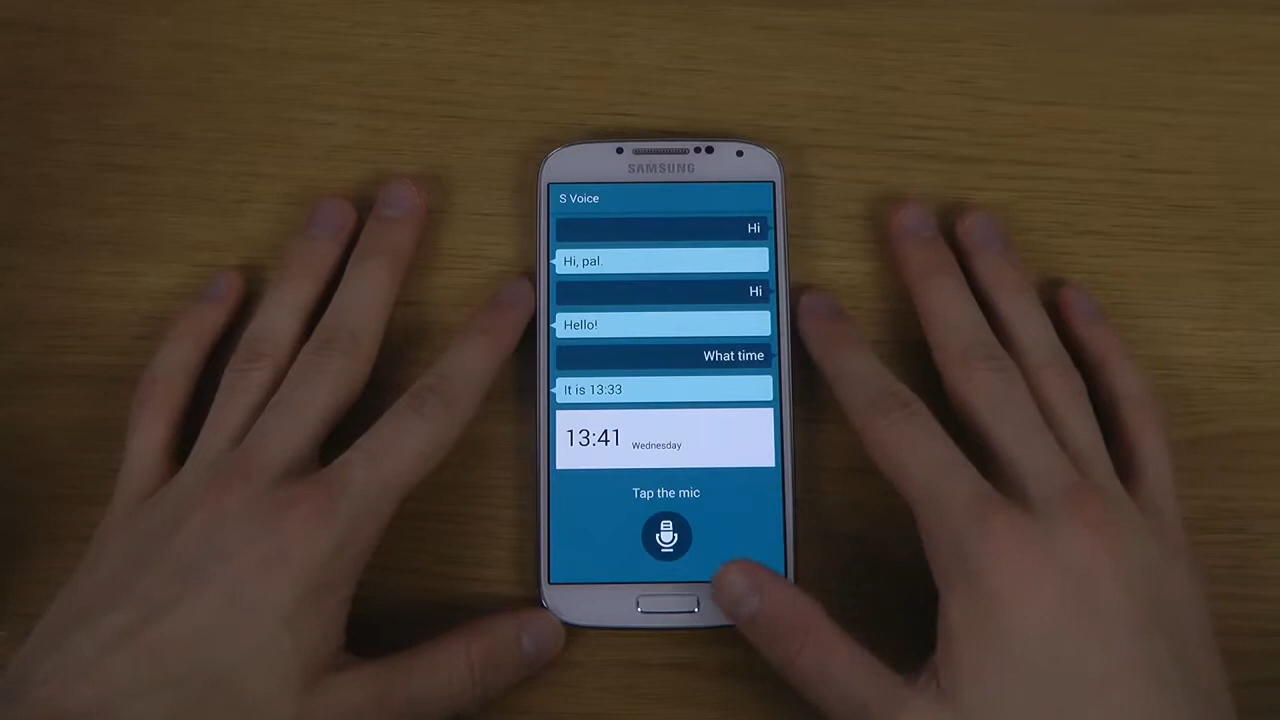 SAMSUNG
S Voice
Hi
Hi, pal.
Hi
Hello!
What time
It is 13:33
13:41 Wednesday
Tap the mic